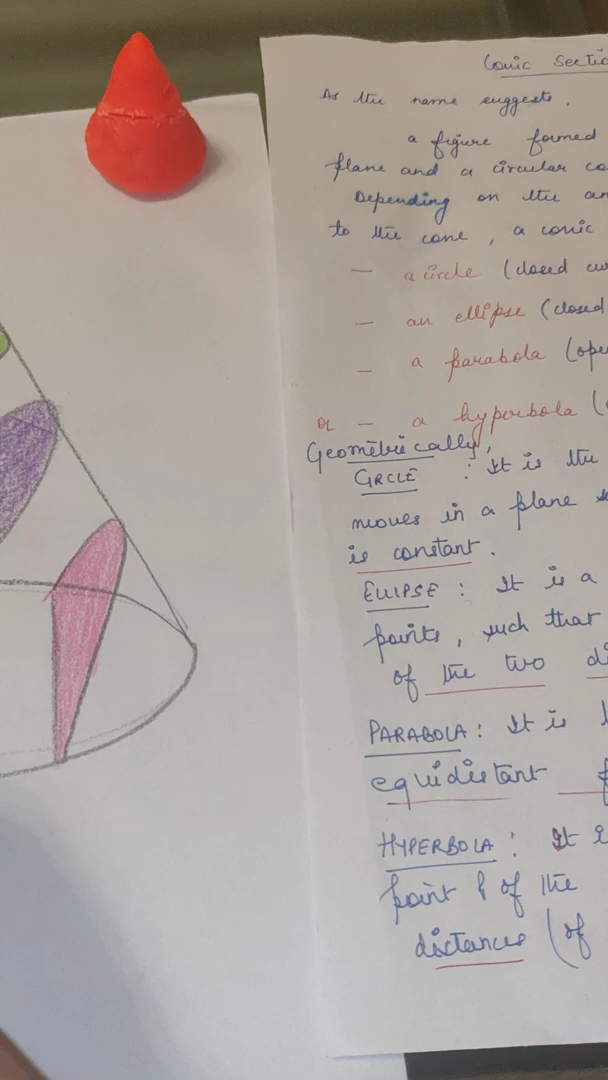 Conic Sectio
As the name suggests,
a figure formed
plane and a circular co
Depending on the an
to the cone, a conic
— a circle (closed cu
— an ellipse (closed
— a parabola (ope
or — a hyperbola (
Geometrically,
CIRCLE : It is the
moves in a plane
is constant.
ELLIPSE : It is a
points, such that
of the two di
PARABOLA : It is
equidistant f
HYPERBOLA : It i
point P of the
distances (of